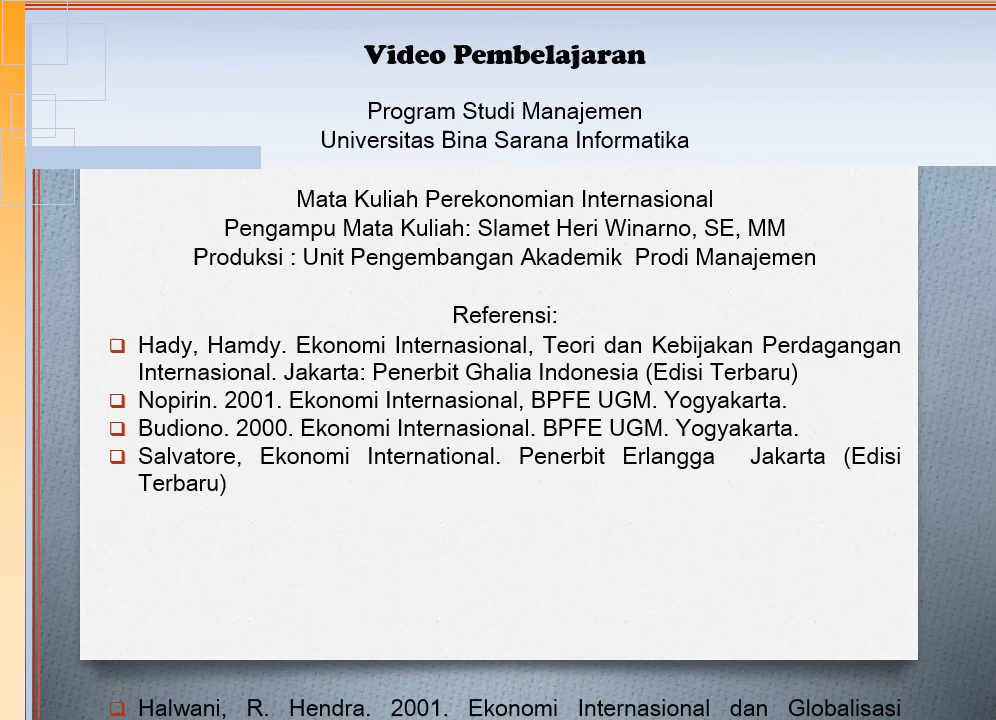 Video Pembelajaran
Program Studi Manajemen
Universitas Bina Sarana Informatika
Mata Kuliah Perekonomian Internasional
Pengampu Mata Kuliah: Slamet Heri Winarno, SE, MM
Produksi : Unit Pengembangan Akademik  Prodi Manajemen
Referensi:
❑ Hady, Hamdy. Ekonomi Internasional, Teori dan Kebijakan Perdagangan
Internasional. Jakarta: Penerbit Ghalia Indonesia (Edisi Terbaru)
❑ Nopirin. 2001. Ekonomi Internasional, BPFE UGM. Yogyakarta.
❑ Budiono. 2000. Ekonomi Internasional. BPFE UGM. Yogyakarta.
❑ Salvatore, Ekonomi International. Penerbit Erlangga  Jakarta (Edisi
Terbaru)
❑ Halwani, R. Hendra. 2001. Ekonomi Internasional dan Globalisasi